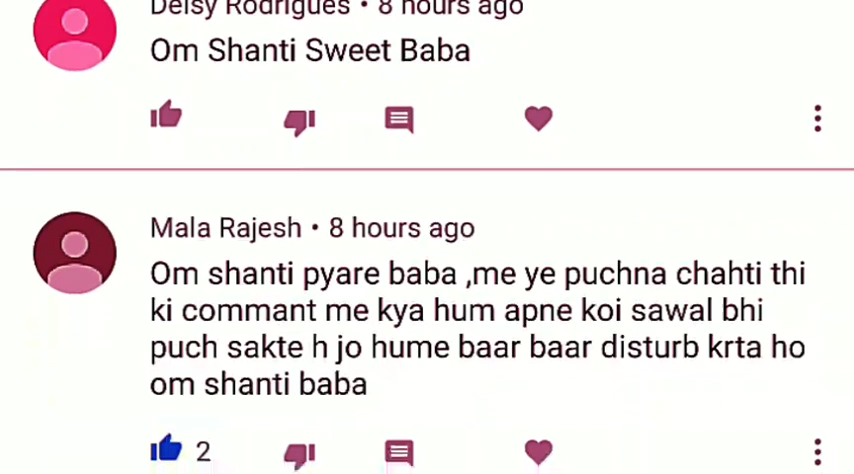 Deisy Rodrigues • 8 hours ago
Om Shanti Sweet Baba
Mala Rajesh • 8 hours ago
Om shanti pyare baba ,me ye puchna chahti thi
ki commant me kya hum apne koi sawal bhi
puch sakte h jo hume baar baar disturb krta ho
om shanti baba
2